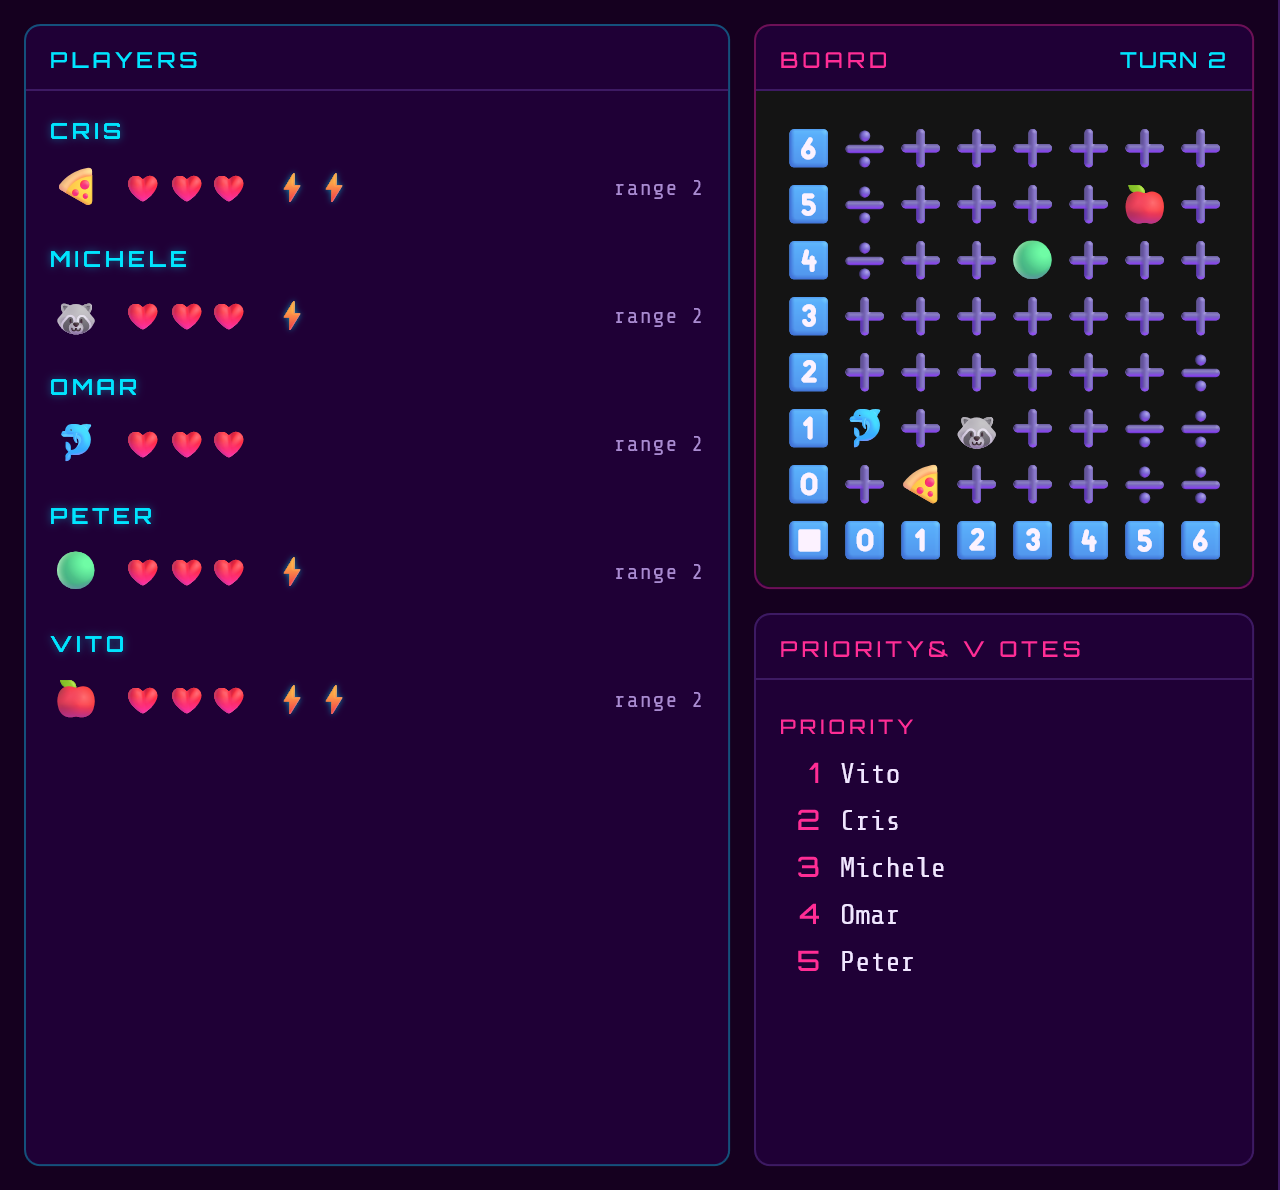 PLAYERS
CRIS
range 2
MICHELE
range 2
OMAR
range 2
PETER
range 2
VITO
range 2
BOARD TURN 2
6
5
4
3
2
1
0
0 1 2 3 4 5 6
PRIORITY& V OTES
PRIORITY
1 Vito
2 Cris
3 Michele
4 Omar
5 Peter